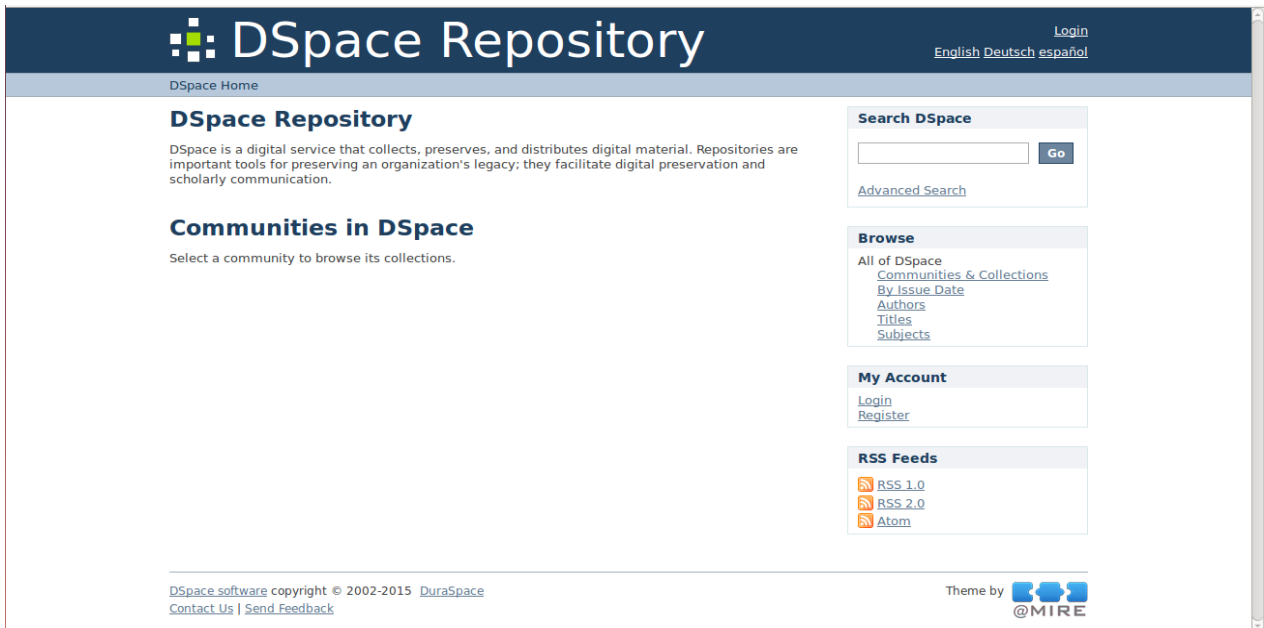 DSpace Repository
Login
English Deutsch español
DSpace Home
DSpace Repository
DSpace is a digital service that collects, preserves, and distributes digital material. Repositories are
important tools for preserving an organization's legacy; they facilitate digital preservation and
scholarly communication.
Communities in DSpace
Select a community to browse its collections.
Search DSpace
Go
Advanced Search
Browse
All of DSpace
Communities & Collections
By Issue Date
Authors
Titles
Subjects
My Account
Login
Register
RSS Feeds
RSS 1.0
RSS 2.0
Atom
DSpace software copyright © 2002-2015 DuraSpace
Contact Us | Send Feedback
Theme by
@MIRE